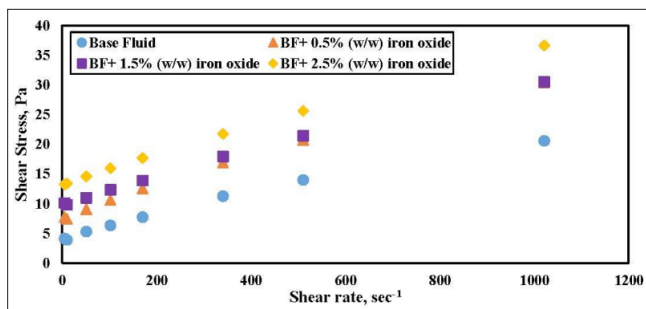 40
35
30
25
20
15
10
5
0
Shear Stress, Pa
Base Fluid
BF+ 0.5% (w/w) iron oxide
BF+ 1.5% (w/w) iron oxide
BF+ 2.5% (w/w) iron oxide
0 200 400 600 800 1000 1200
Shear rate, sec⁻¹